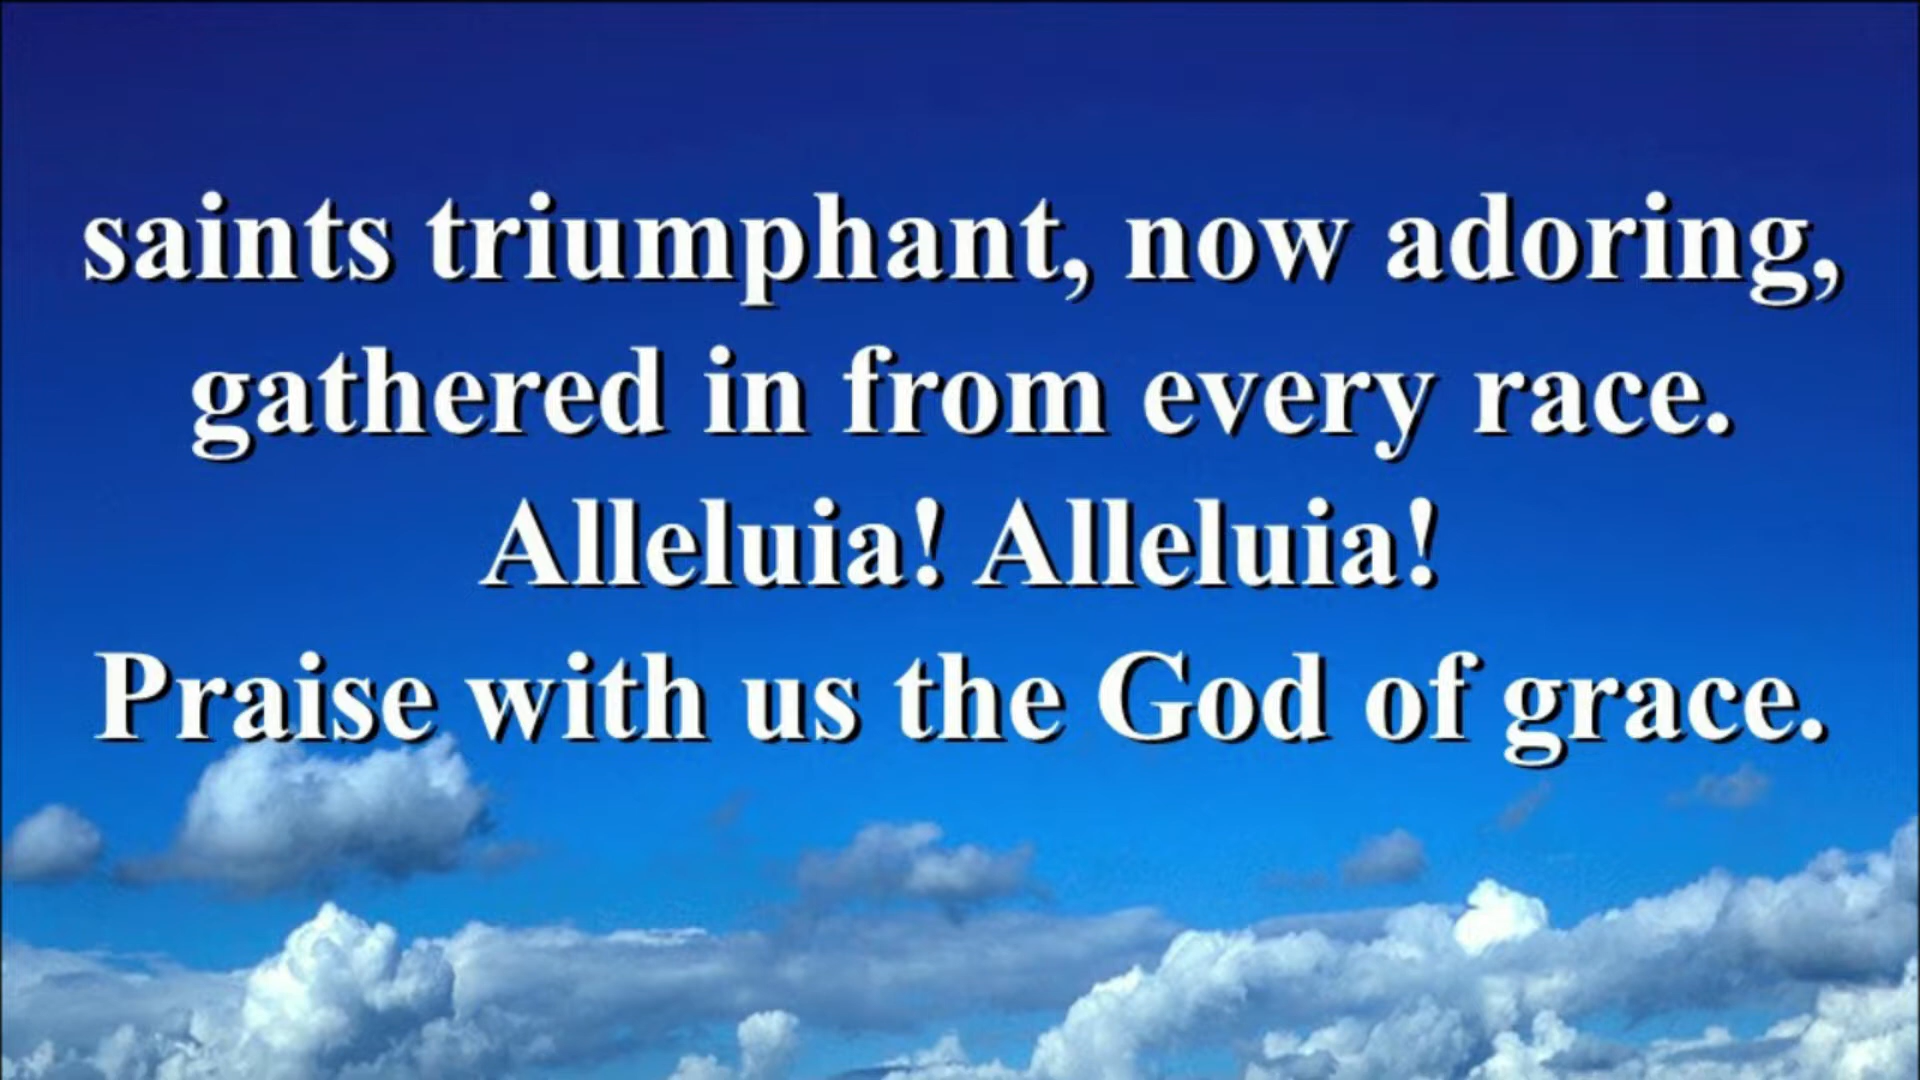 saints triumphant, now adoring,
gathered in from every race.
Alleluia! Alleluia!
Praise with us the God of grace.